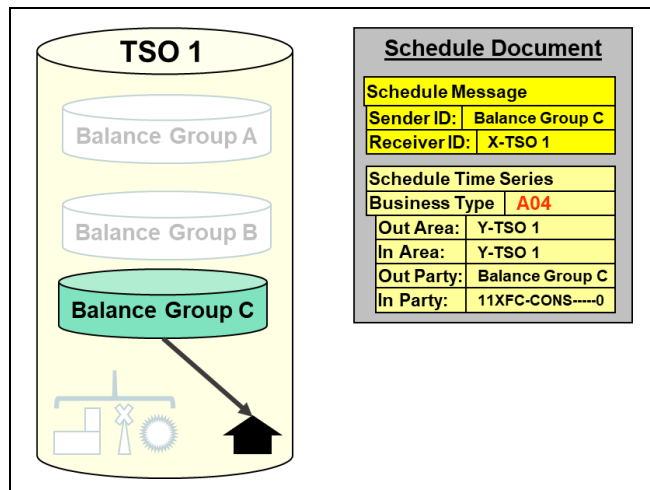 TSO 1
Balance Group A
Balance Group B
Balance Group C
Schedule Document
Schedule Message
Sender ID: Balance Group C
Receiver ID: X-TSO 1
Schedule Time Series
Business Type A04
Out Area: Y-TSO 1
In Area: Y-TSO 1
Out Party: Balance Group C
In Party: 11XFC-CONS-----0